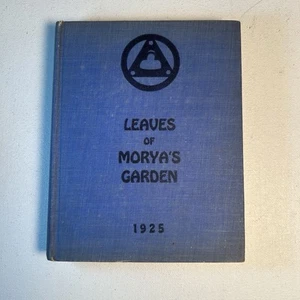 LEAVES
OF
MORYA'S
GARDEN
1925